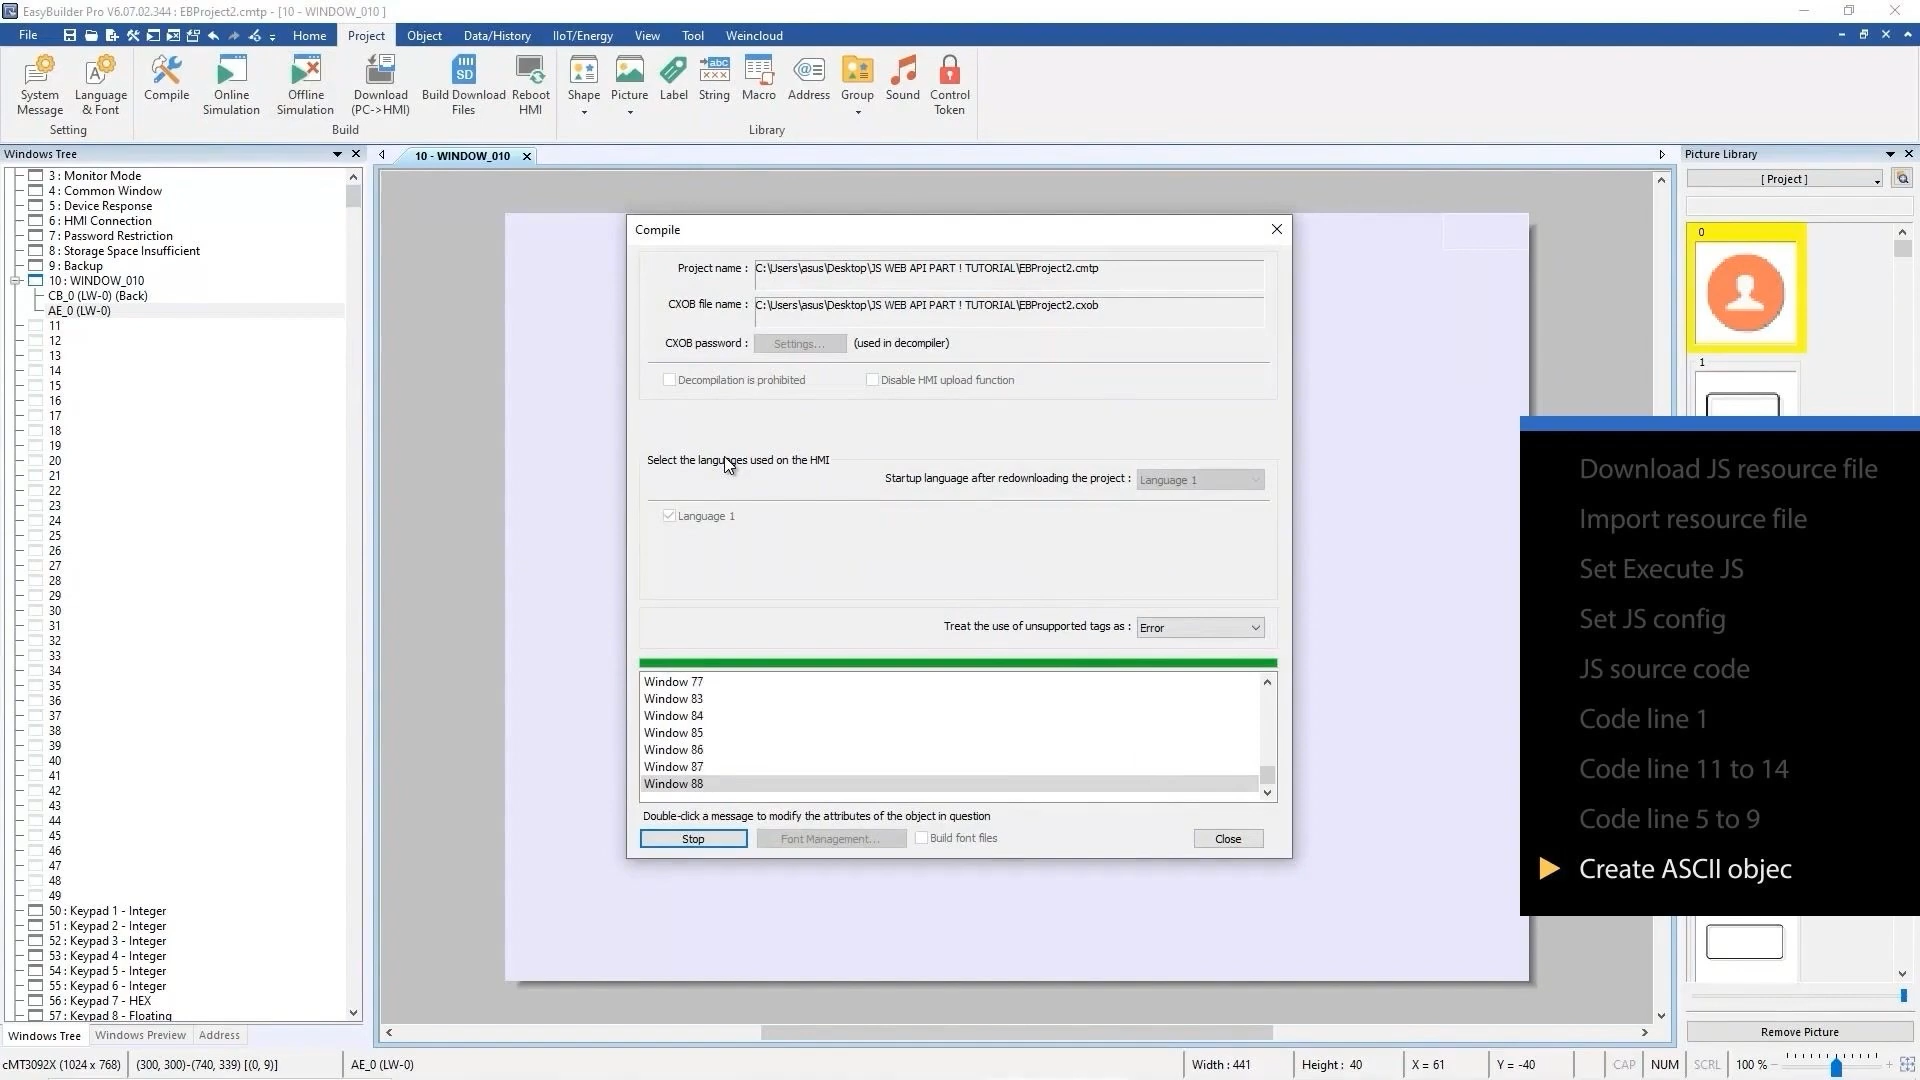 EasyBuilder Pro V6.07.02.344 : EBProject2.cmtp - [10 - WINDOW_010 ]
File Home Project Object Data/History IIoT/Energy View Tool Weincloud
System Message
Language & Font
Compile
Online Simulation
Offline Simulation
Download (PC->HMI)
Build Download Files
Reboot HMI
Shape
Picture
Label
String
Macro
Address
Group
Sound
Control Token
Setting
Build
Library
Windows Tree
3 : Monitor Mode
4 : Common Window
5 : Device Response
6 : HMI Connection
7 : Password Restriction
8 : Storage Space Insufficient
9 : Backup
10 : WINDOW_010
CB_0 (LW-0) (Back)
AE_0 (LW-0)
11
12
13
14
15
16
17
18
19
20
21
22
23
24
25
26
27
28
29
30
31
32
33
34
35
36
37
38
39
40
41
42
43
44
45
46
47
48
49
50 : Keypad 1 - Integer
51 : Keypad 2 - Integer
52 : Keypad 3 - Integer
53 : Keypad 4 - Integer
54 : Keypad 5 - Integer
55 : Keypad 6 - Integer
56 : Keypad 7 - HEX
57 : Keypad 8 - Floating
Windows Tree Windows Preview Address
10 - WINDOW_010
Compile
Project name : C:\Users\asus\Desktop\JS WEB API PART ! TUTORIAL\EBProject2.cmtp
CXOB file name : C:\Users\asus\Desktop\JS WEB API PART ! TUTORIAL\EBProject2.cxob
CXOB password : Settings... (used in decompiler)
Decompilation is prohibited Disable HMI upload function
Select the languages used on the HMI
Startup language after redownloading the project : Language 1
Language 1
Treat the use of unsupported tags as : Error
Window 77
Window 83
Window 84
Window 85
Window 86
Window 87
Window 88
Double-click a message to modify the attributes of the object in question
Stop Font Management... Build font files Close
Picture Library
[ Project ]
0
1
Download JS resource file
Import resource file
Set Execute JS
Set JS config
JS source code
Code line 1
Code line 11 to 14
Code line 5 to 9
Create ASCII objec
Remove Picture
cMT3092X (1024 x 768) (300, 300)-(740, 339) [(0, 9)] AE_0 (LW-0) Width : 441 Height : 40 X = 61 Y = -40 CAP NUM SCRL 100 %